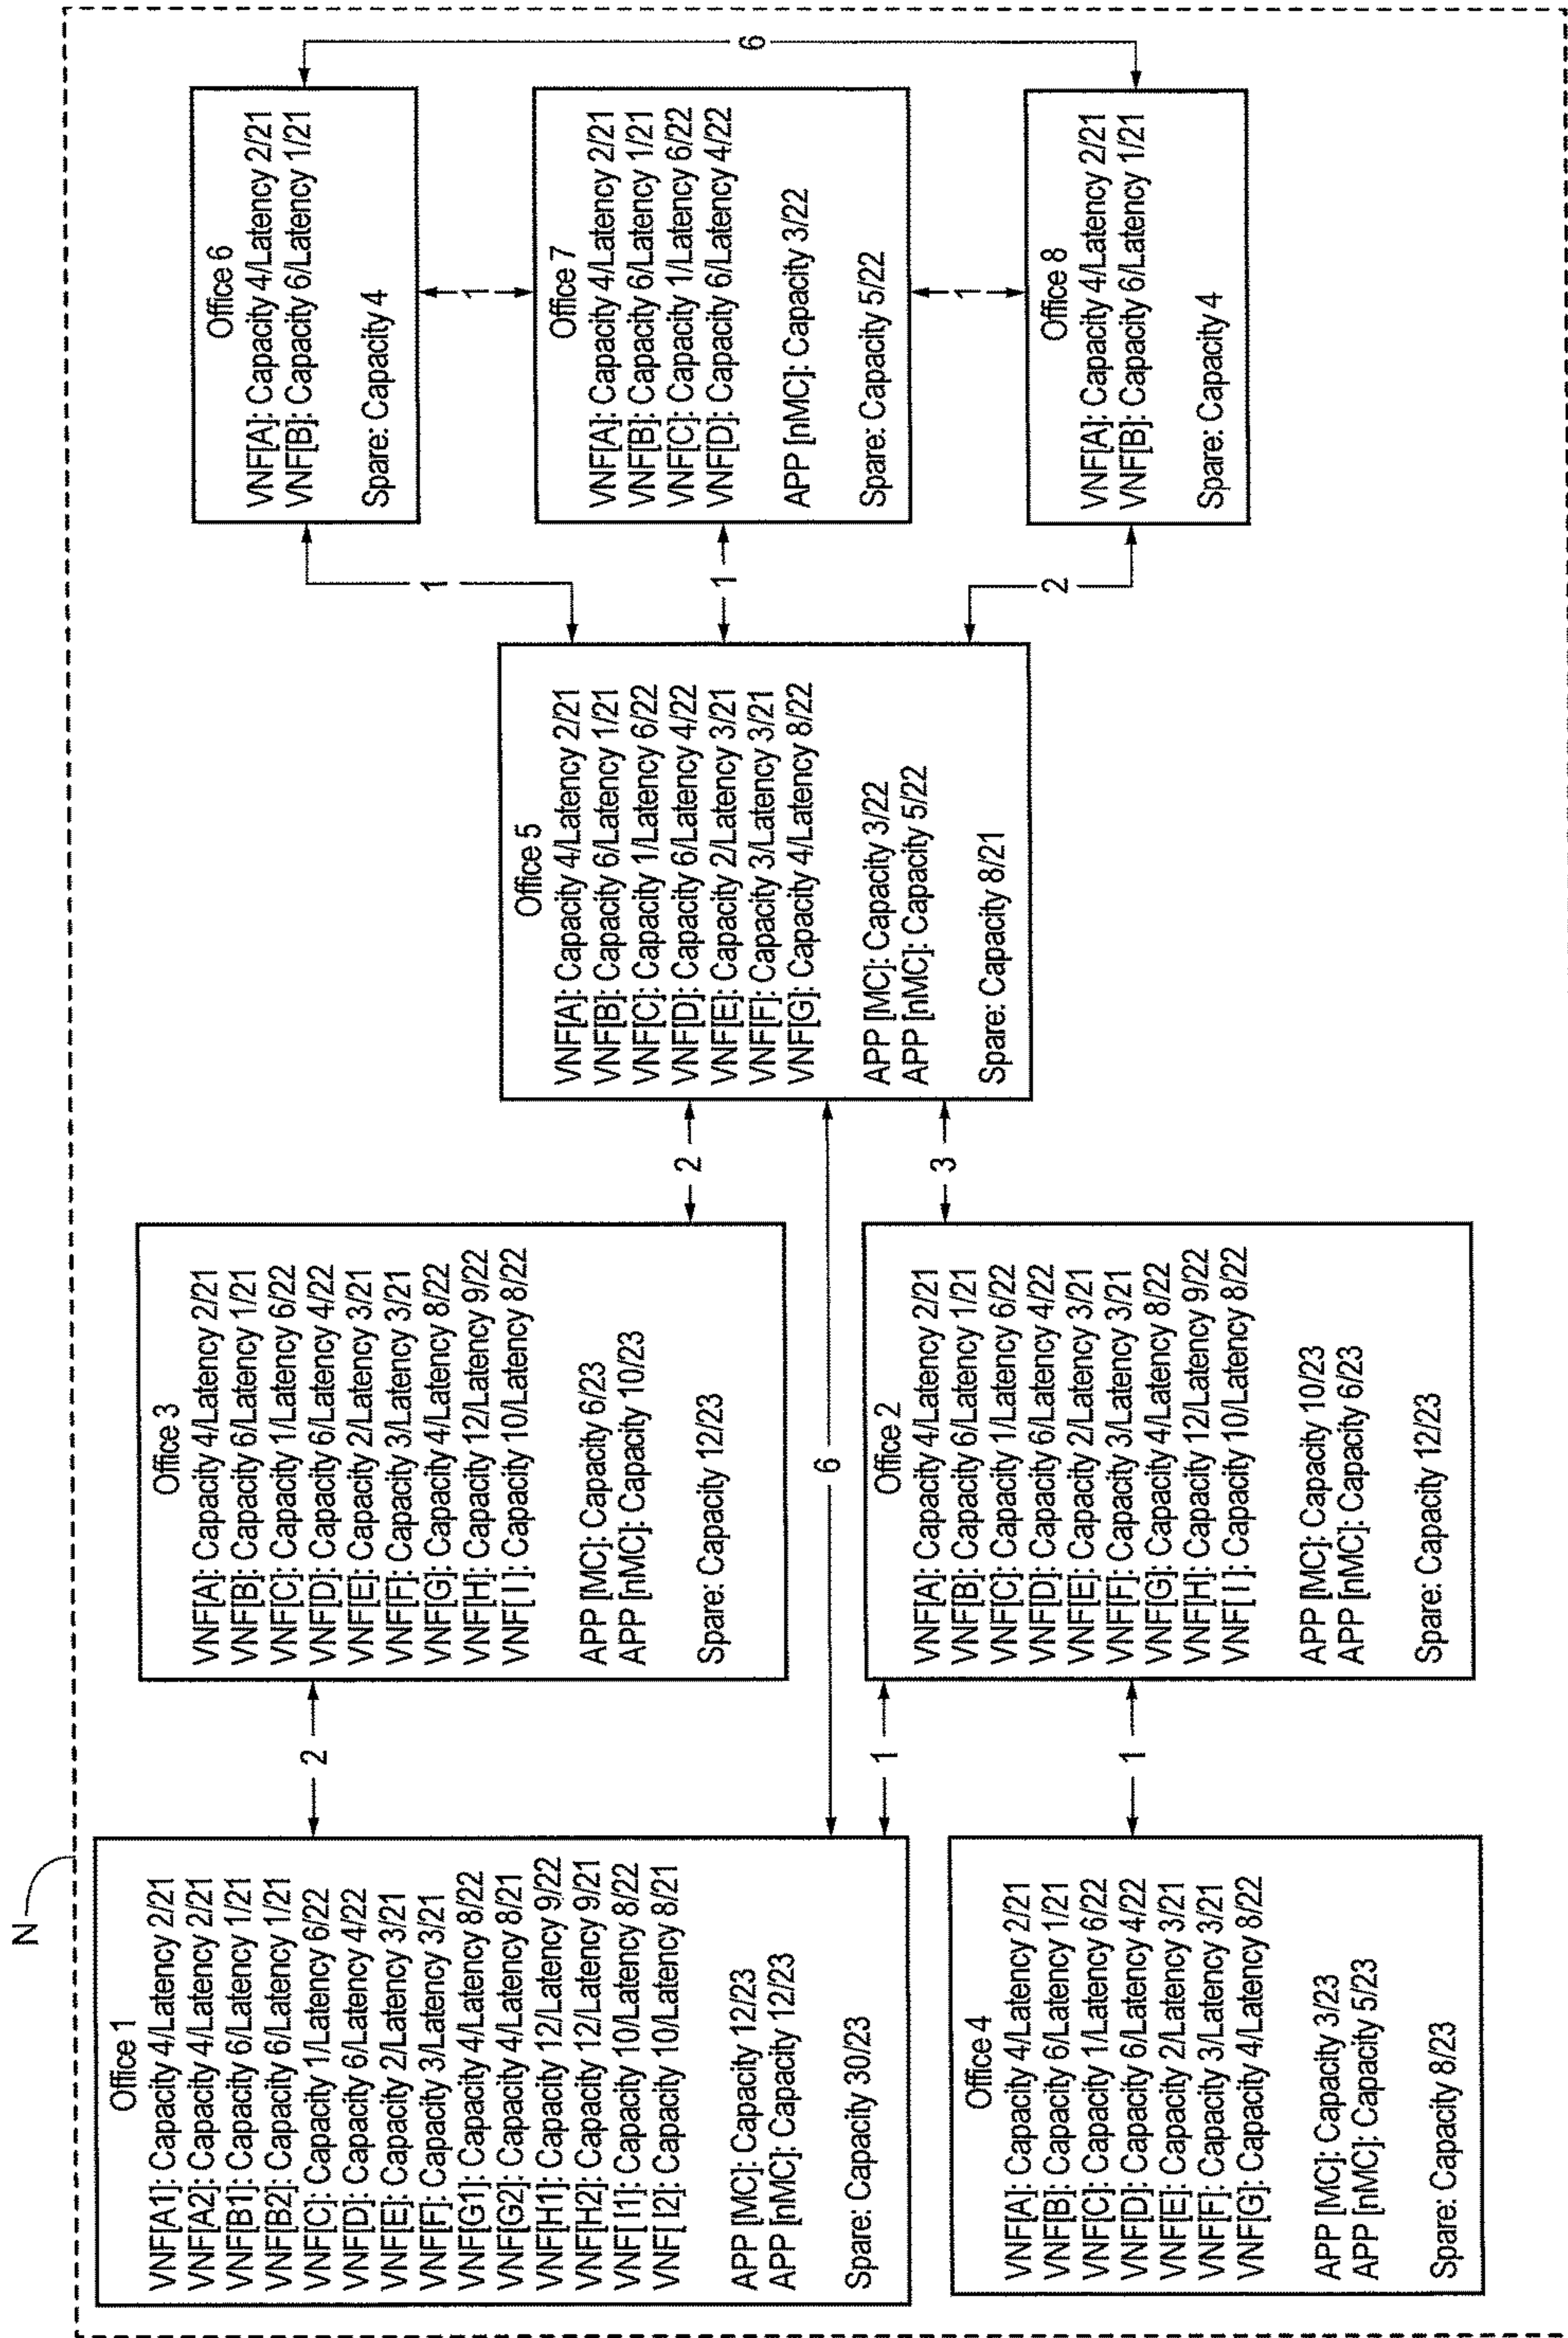 N
Office 1
VNF[A1]: Capacity 4/Latency 2/21
VNF[A2]: Capacity 4/Latency 2/21
VNF[B1]: Capacity 6/Latency 1/21
VNF[B2]: Capacity 6/Latency 1/21
VNF[C]: Capacity 1/Latency 6/22
VNF[D]: Capacity 6/Latency 4/22
VNF[E]: Capacity 2/Latency 3/21
VNF[F]: Capacity 3/Latency 3/21
VNF[G1]: Capacity 4/Latency 8/22
VNF[G2]: Capacity 4/Latency 8/21
VNF[H1]: Capacity 12/Latency 9/22
VNF[H2]: Capacity 12/Latency 9/21
VNF[ I1]: Capacity 10/Latency 8/22
VNF[ I2]: Capacity 10/Latency 8/21
APP [MC]: Capacity 12/23
APP [nMC]: Capacity 12/23
Spare: Capacity 30/23
2
Office 3
VNF[A]: Capacity 4/Latency 2/21
VNF[B]: Capacity 6/Latency 1/21
VNF[C]: Capacity 1/Latency 6/22
VNF[D]: Capacity 6/Latency 4/22
VNF[E]: Capacity 2/Latency 3/21
VNF[F]: Capacity 3/Latency 3/21
VNF[G]: Capacity 4/Latency 8/22
VNF[H]: Capacity 12/Latency 9/22
VNF[ I ]: Capacity 10/Latency 8/22
APP [MC]: Capacity 6/23
APP [nMC]: Capacity 10/23
Spare: Capacity 12/23
2
6
1
Office 4
VNF[A]: Capacity 4/Latency 2/21
VNF[B]: Capacity 6/Latency 1/21
VNF[C]: Capacity 1/Latency 6/22
VNF[D]: Capacity 6/Latency 4/22
VNF[E]: Capacity 2/Latency 3/21
VNF[F]: Capacity 3/Latency 3/21
VNF[G]: Capacity 4/Latency 8/22
APP [MC]: Capacity 3/23
APP [nMC]: Capacity 5/23
Spare: Capacity 8/23
1
Office 2
VNF[A]: Capacity 4/Latency 2/21
VNF[B]: Capacity 6/Latency 1/21
VNF[C]: Capacity 1/Latency 6/22
VNF[D]: Capacity 6/Latency 4/22
VNF[E]: Capacity 2/Latency 3/21
VNF[F]: Capacity 3/Latency 3/21
VNF[G]: Capacity 4/Latency 8/22
VNF[H]: Capacity 12/Latency 9/22
VNF[ I ]: Capacity 10/Latency 8/22
APP [MC]: Capacity 10/23
APP [nMC]: Capacity 6/23
Spare: Capacity 12/23
3
Office 5
VNF[A]: Capacity 4/Latency 2/21
VNF[B]: Capacity 6/Latency 1/21
VNF[C]: Capacity 1/Latency 6/22
VNF[D]: Capacity 6/Latency 4/22
VNF[E]: Capacity 2/Latency 3/21
VNF[F]: Capacity 3/Latency 3/21
VNF[G]: Capacity 4/Latency 8/22
APP [MC]: Capacity 3/22
APP [nMC]: Capacity 5/22
Spare: Capacity 8/21
1
1
2
Office 6
VNF[A]: Capacity 4/Latency 2/21
VNF[B]: Capacity 6/Latency 1/21
Spare: Capacity 4
1
Office 7
VNF[A]: Capacity 4/Latency 2/21
VNF[B]: Capacity 6/Latency 1/21
VNF[C]: Capacity 1/Latency 6/22
VNF[D]: Capacity 6/Latency 4/22
APP [nMC]: Capacity 3/22
Spare: Capacity 5/22
1
Office 8
VNF[A]: Capacity 4/Latency 2/21
VNF[B]: Capacity 6/Latency 1/21
Spare: Capacity 4
6